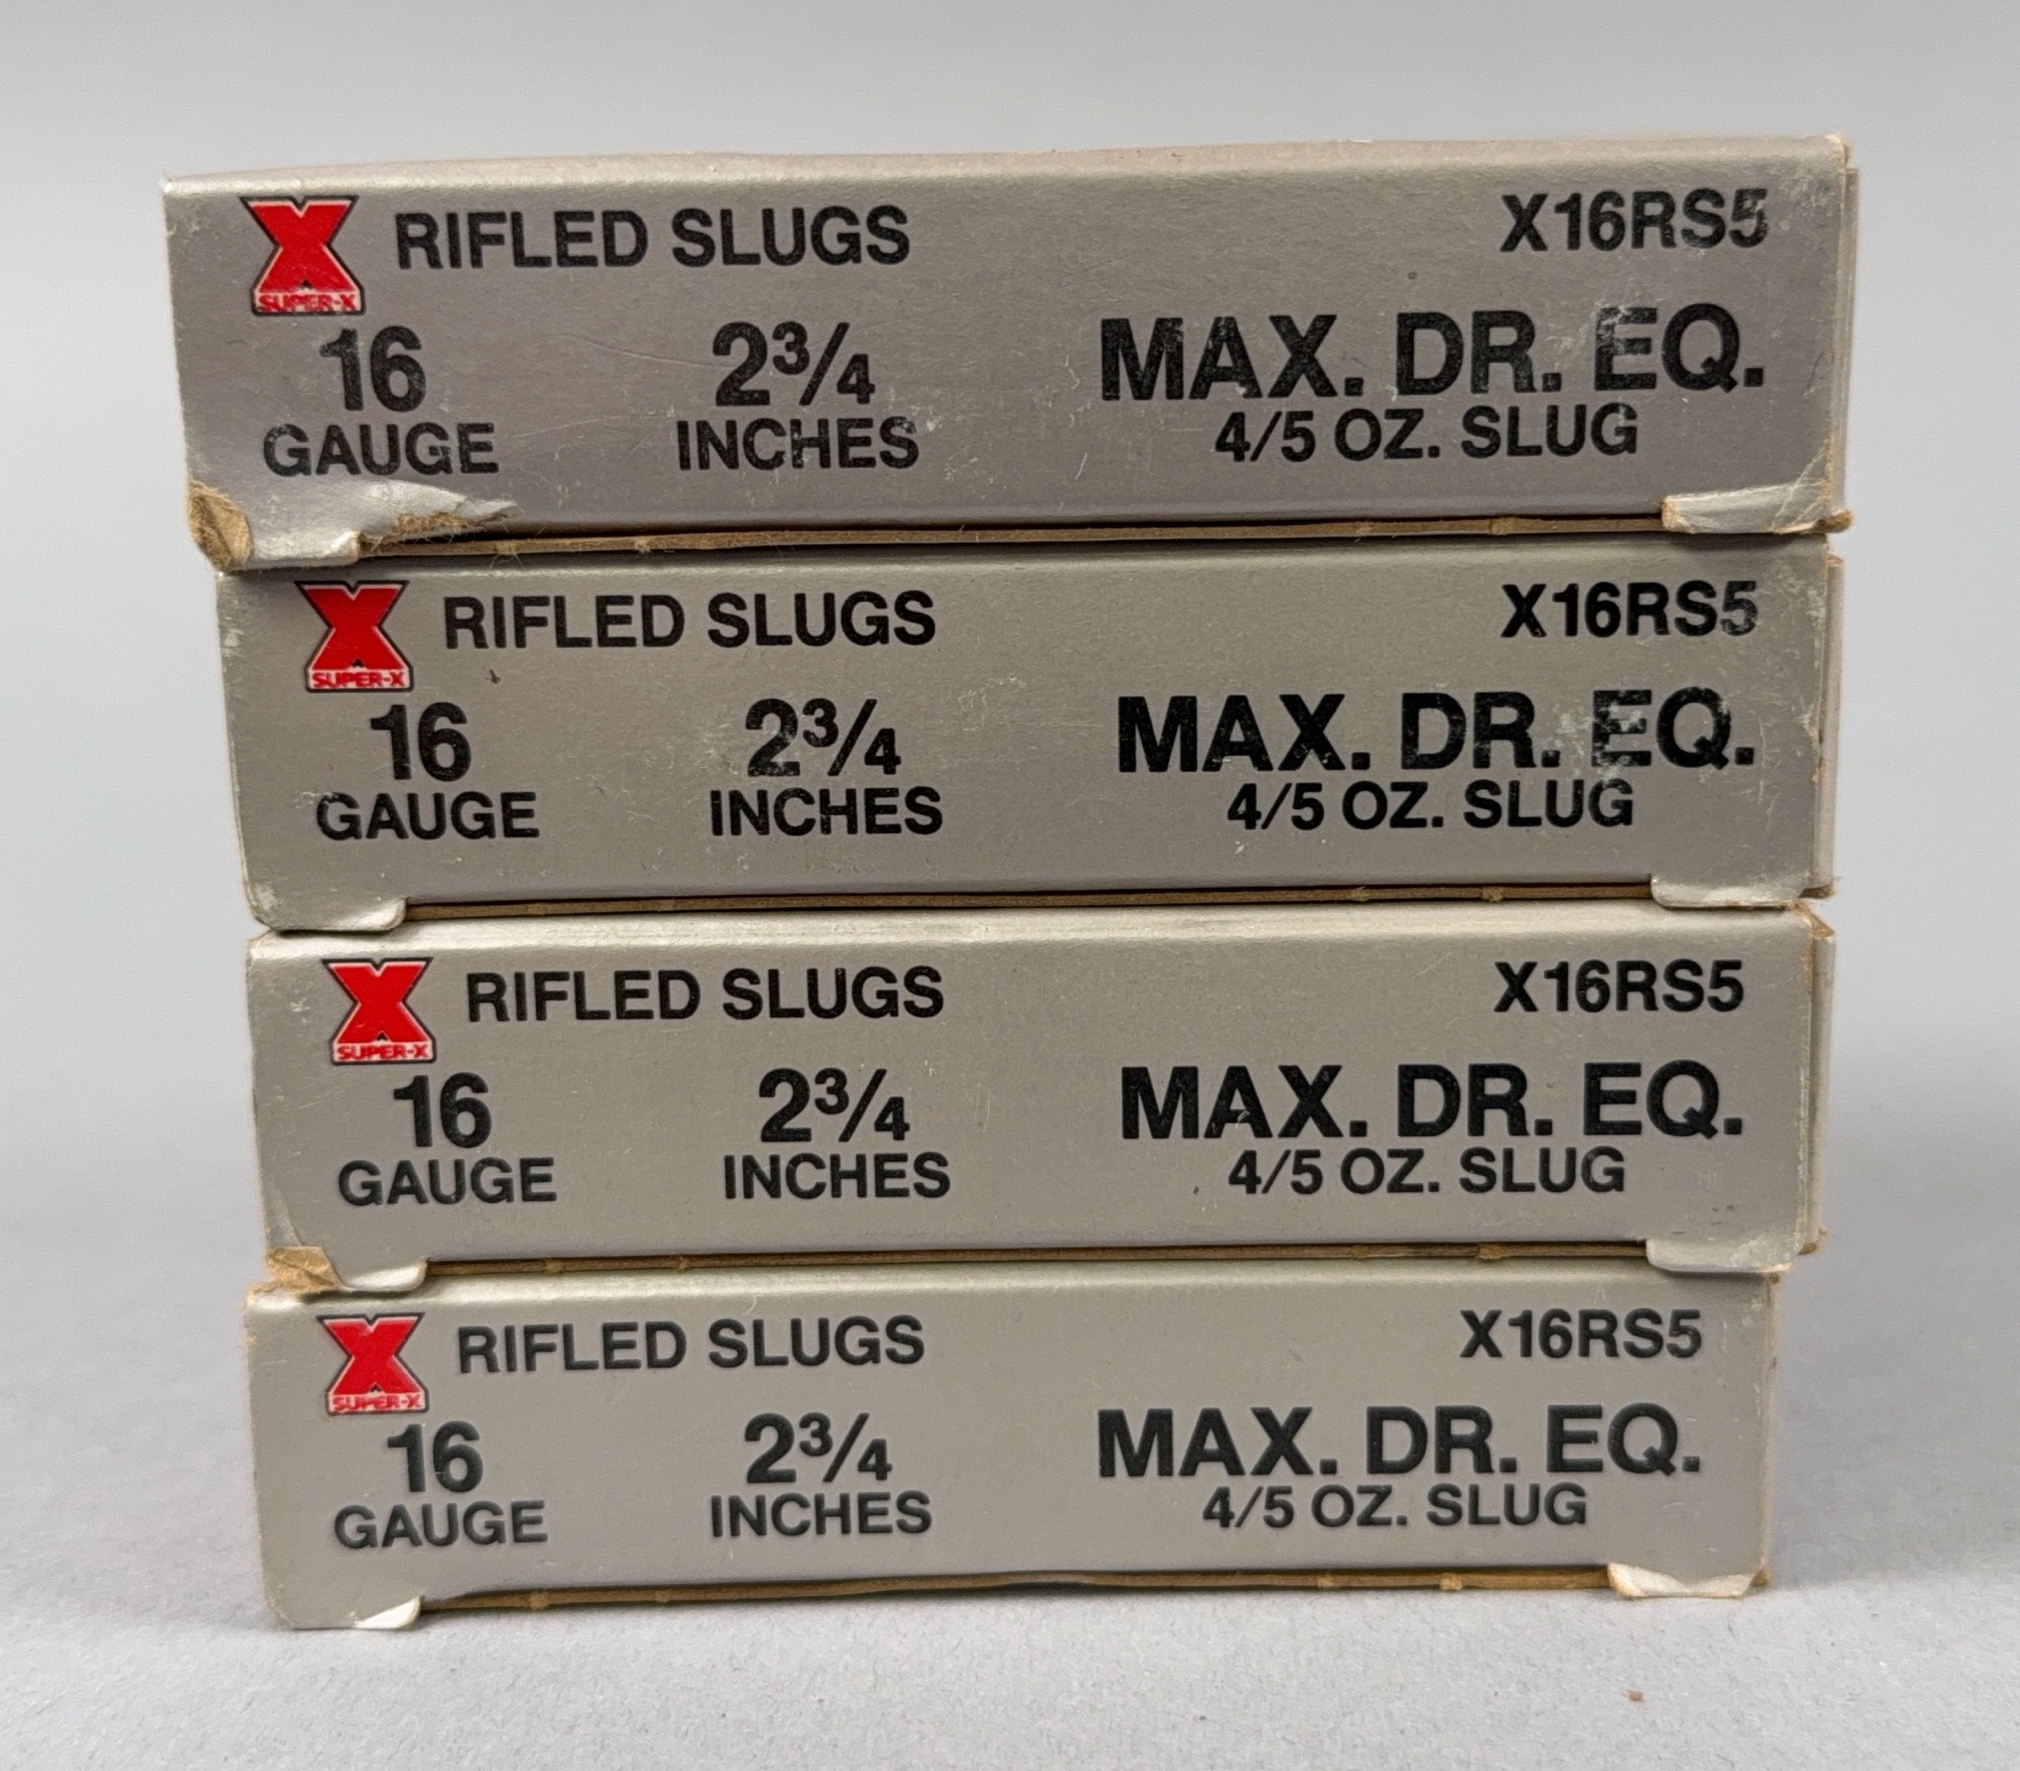 X RIFLED SLUGS X16RS5
SUPER-X
16 2¾ MAX. DR. EQ.
GAUGE INCHES 4/5 OZ. SLUG
X RIFLED SLUGS X16RS5
SUPER-X
16 2¾ MAX. DR. EQ.
GAUGE INCHES 4/5 OZ. SLUG
X RIFLED SLUGS X16RS5
SUPER-X
16 2¾ MAX. DR. EQ.
GAUGE INCHES 4/5 OZ. SLUG
X RIFLED SLUGS X16RS5
SUPER-X
16 2¾ MAX. DR. EQ.
GAUGE INCHES 4/5 OZ. SLUG